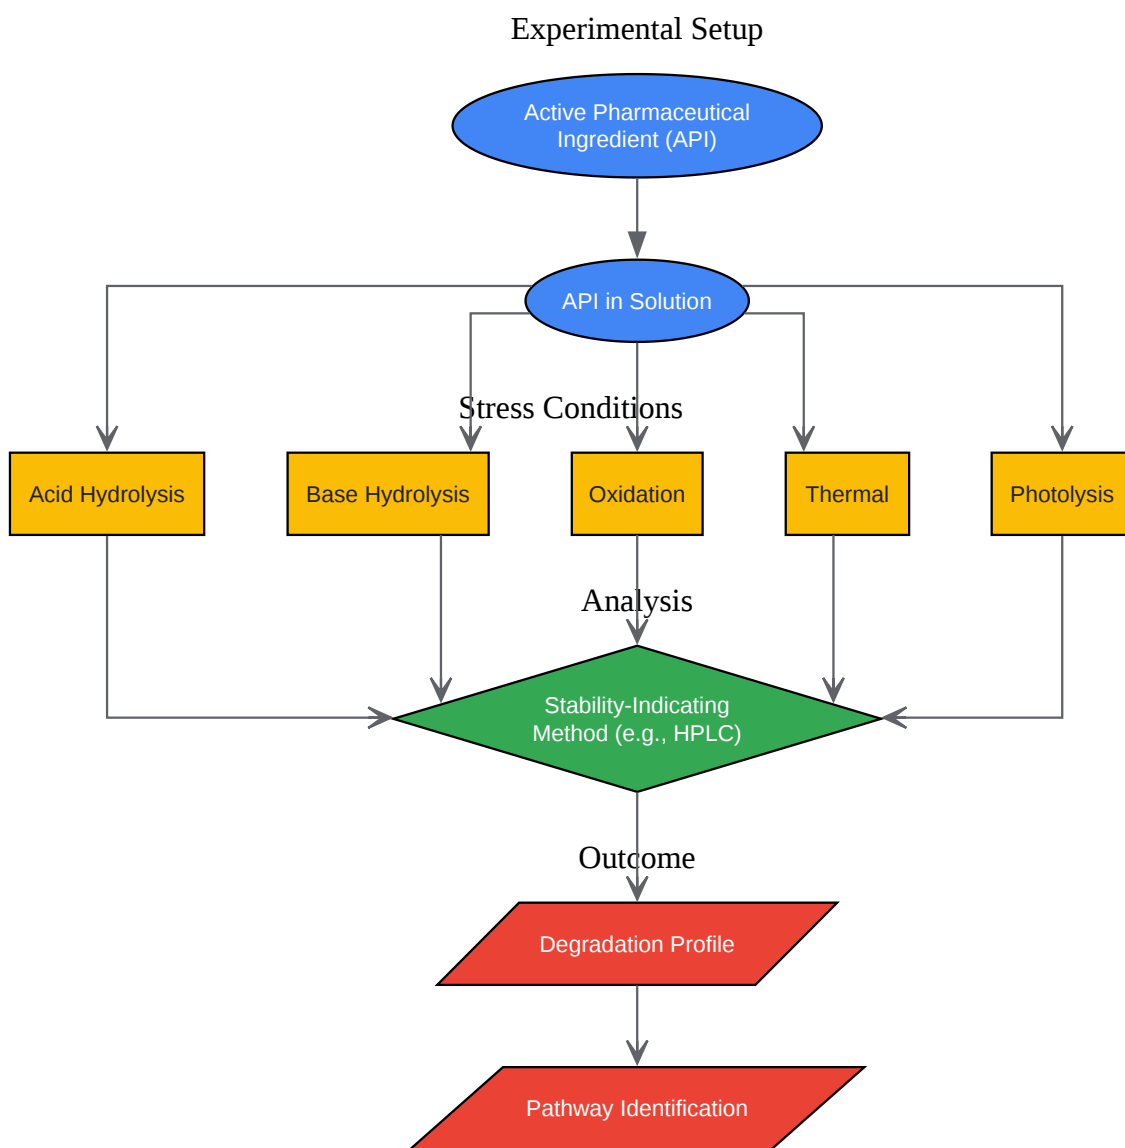 Experimental Setup
Active Pharmaceutical
Ingredient (API)
API in Solution
Stress Conditions
Acid Hydrolysis
Base Hydrolysis
Oxidation
Thermal
Photolysis
Analysis
Stability-Indicating
Method (e.g., HPLC)
Outcome
Degradation Profile
Pathway Identification